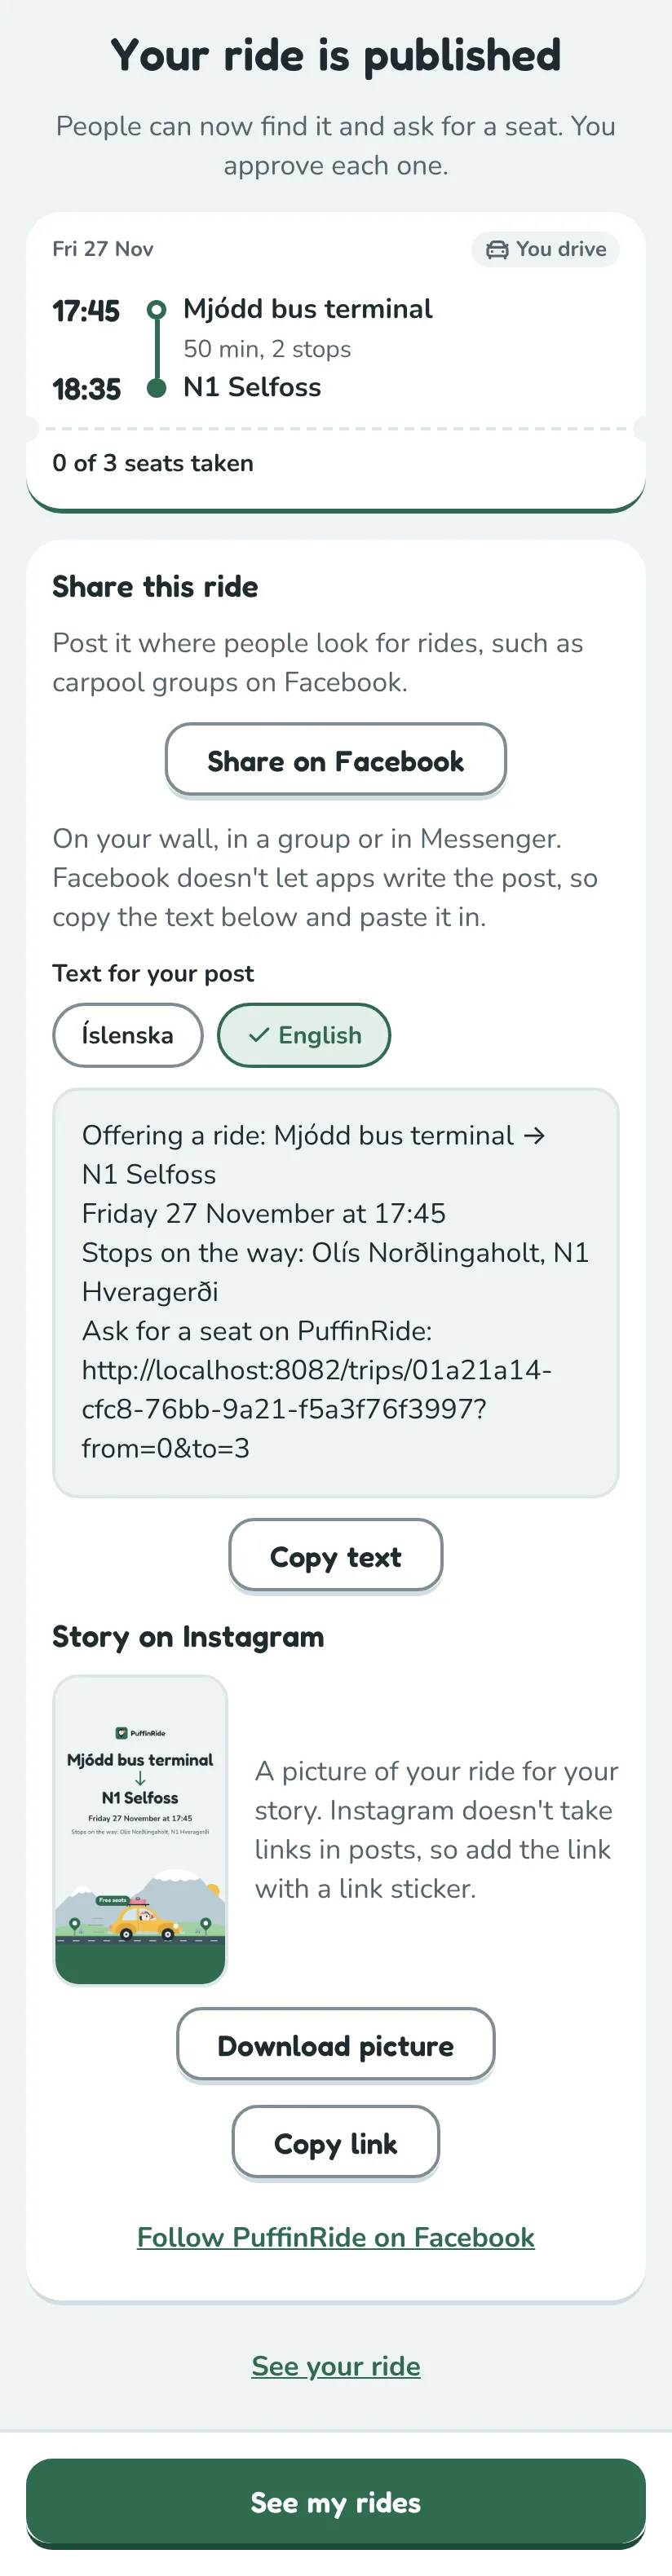 Your ride is published
People can now find it and ask for a seat. You
approve each one.
Fri 27 Nov
You drive
17:45
Mjódd bus terminal
50 min, 2 stops
18:35
N1 Selfoss
0 of 3 seats taken
Share this ride
Post it where people look for rides, such as
carpool groups on Facebook.
Share on Facebook
On your wall, in a group or in Messenger.
Facebook doesn't let apps write the post, so
copy the text below and paste it in.
Text for your post
Íslenska
English
Offering a ride: Mjódd bus terminal →
N1 Selfoss
Friday 27 November at 17:45
Stops on the way: Olís Norðlingaholt, N1
Hveragerði
Ask for a seat on PuffinRide:
http://localhost:8082/trips/01a21a14-
cfc8-76bb-9a21-f5a3f76f3997?
from=0&to=3
Copy text
Story on Instagram
PuffinRide
Mjódd bus terminal
↓
N1 Selfoss
Friday 27 November at 17:45
Stops on the way: Olís Norðlingaholt, N1 Hveragerði
Free seats
A picture of your ride for your
story. Instagram doesn't take
links in posts, so add the link
with a link sticker.
Download picture
Copy link
Follow PuffinRide on Facebook
See your ride
See my rides